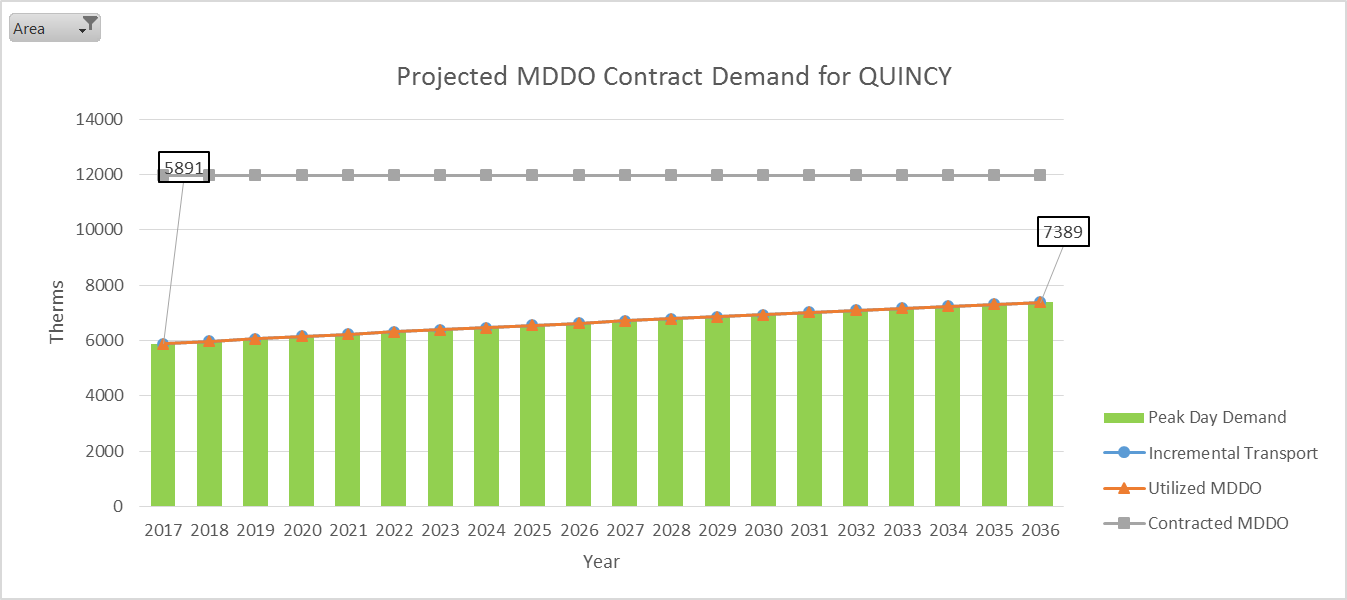 Area
Projected MDDO Contract Demand for QUINCY
14000
12000
10000
8000
6000
4000
2000
0
5891
7389
Therms
2017 2018 2019 2020 2021 2022 2023 2024 2025 2026 2027 2028 2029 2030 2031 2032 2033 2034 2035 2036
Year
Peak Day Demand
Incremental Transport
Utilized MDDO
Contracted MDDO